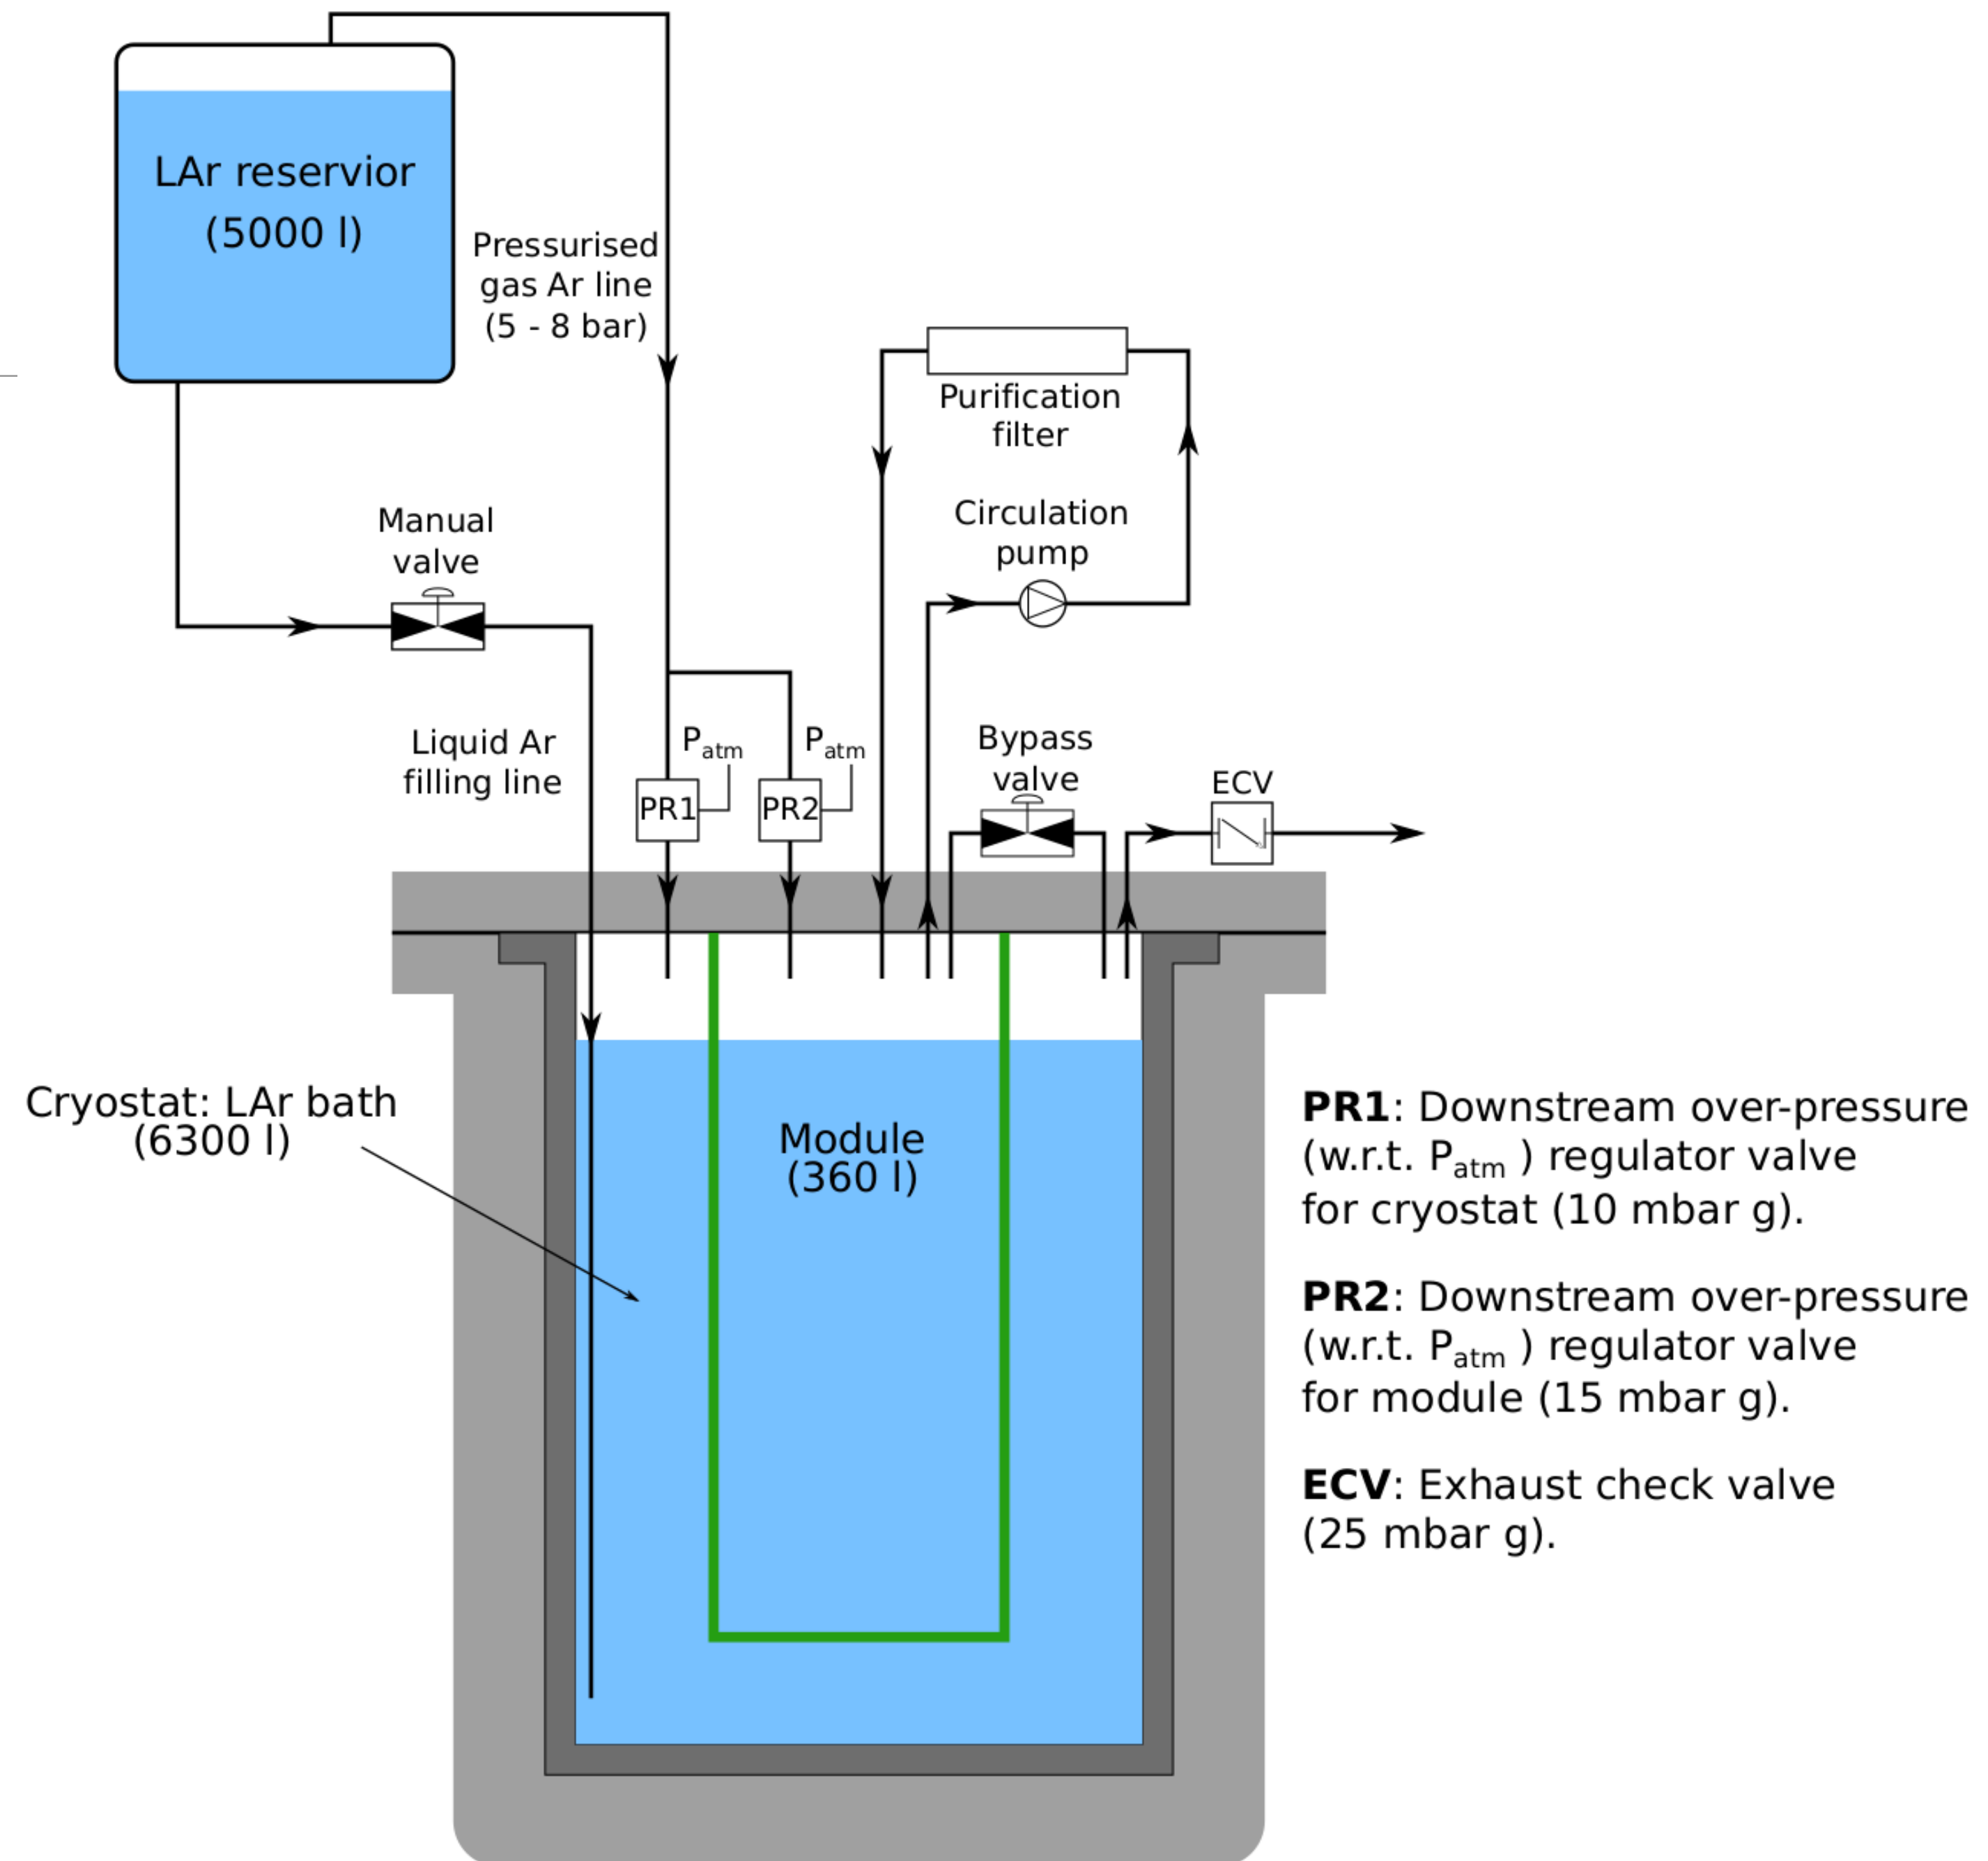 LAr reservior
(5000 l)
Pressurised
gas Ar line
(5 - 8 bar)
Purification
filter
Circulation
pump
Manual
valve
Liquid Ar
filling line
Patm
Patm
PR1
PR2
Bypass
valve
ECV
Cryostat: LAr bath
(6300 l)
Module
(360 l)
PR1: Downstream over-pressure
(w.r.t. Patm ) regulator valve
for cryostat (10 mbar g).
PR2: Downstream over-pressure
(w.r.t. Patm ) regulator valve
for module (15 mbar g).
ECV: Exhaust check valve
(25 mbar g).